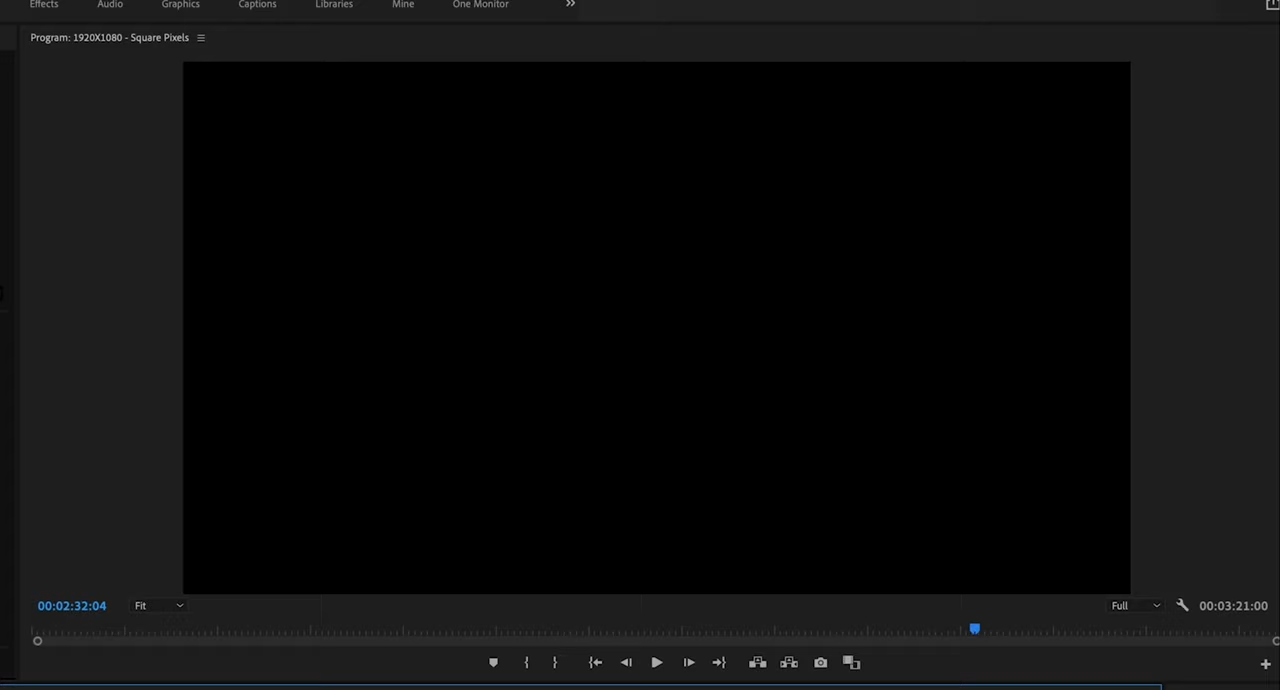 Effects Audio Graphics Captions Libraries Mine One Monitor
Program: 1920X1080 - Square Pixels
00:02:32:04 Fit Full 00:03:21:00